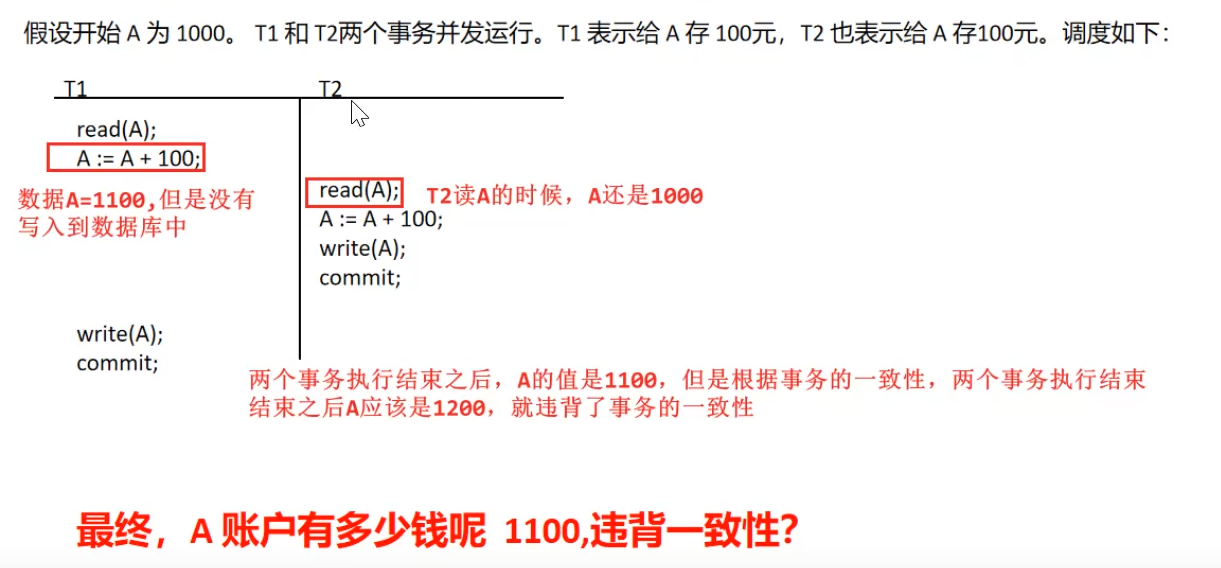 假设开始 A 为 1000。 T1 和 T2两个事务并发运行。T1 表示给 A 存 100元，T2 也表示给 A 存100元。调度如下：
T1 T2
read(A);
A := A + 100;
read(A); T2读A的时候，A还是1000
数据A=1100,但是没有
写入到数据库中
A := A + 100;
write(A);
commit;
write(A);
commit;
两个事务执行结束之后，A的值是1100，但是根据事务的一致性，两个事务执行结束
结束之后A应该是1200，就违背了事务的一致性
最终，A 账户有多少钱呢 1100,违背一致性？